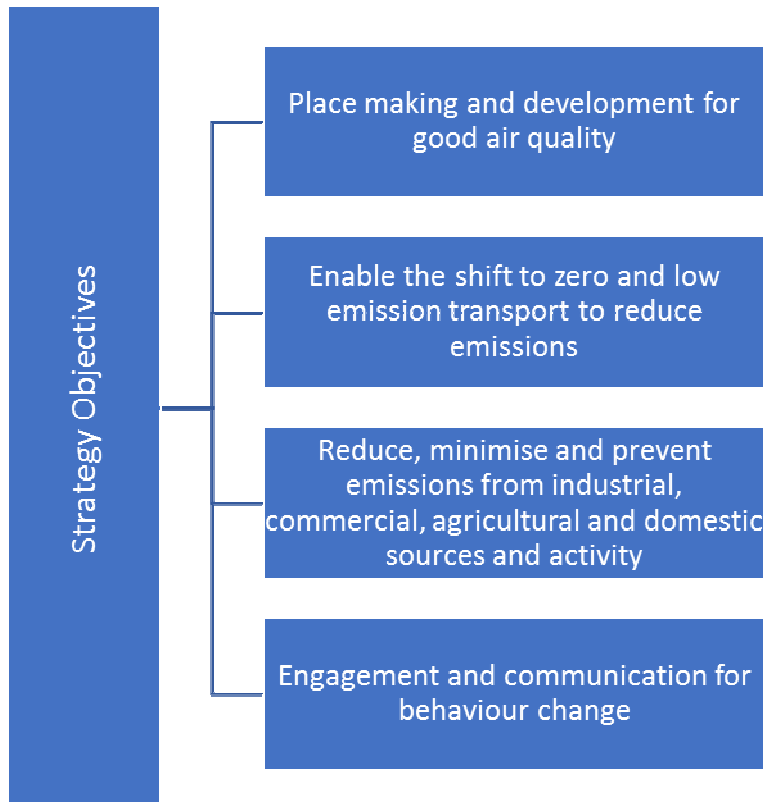 Strategy Objectives
Place making and development for
good air quality
Enable the shift to zero and low
emission transport to reduce
emissions
Reduce, minimise and prevent
emissions from industrial,
commercial, agricultural and domestic
sources and activity
Engagement and communication for
behaviour change